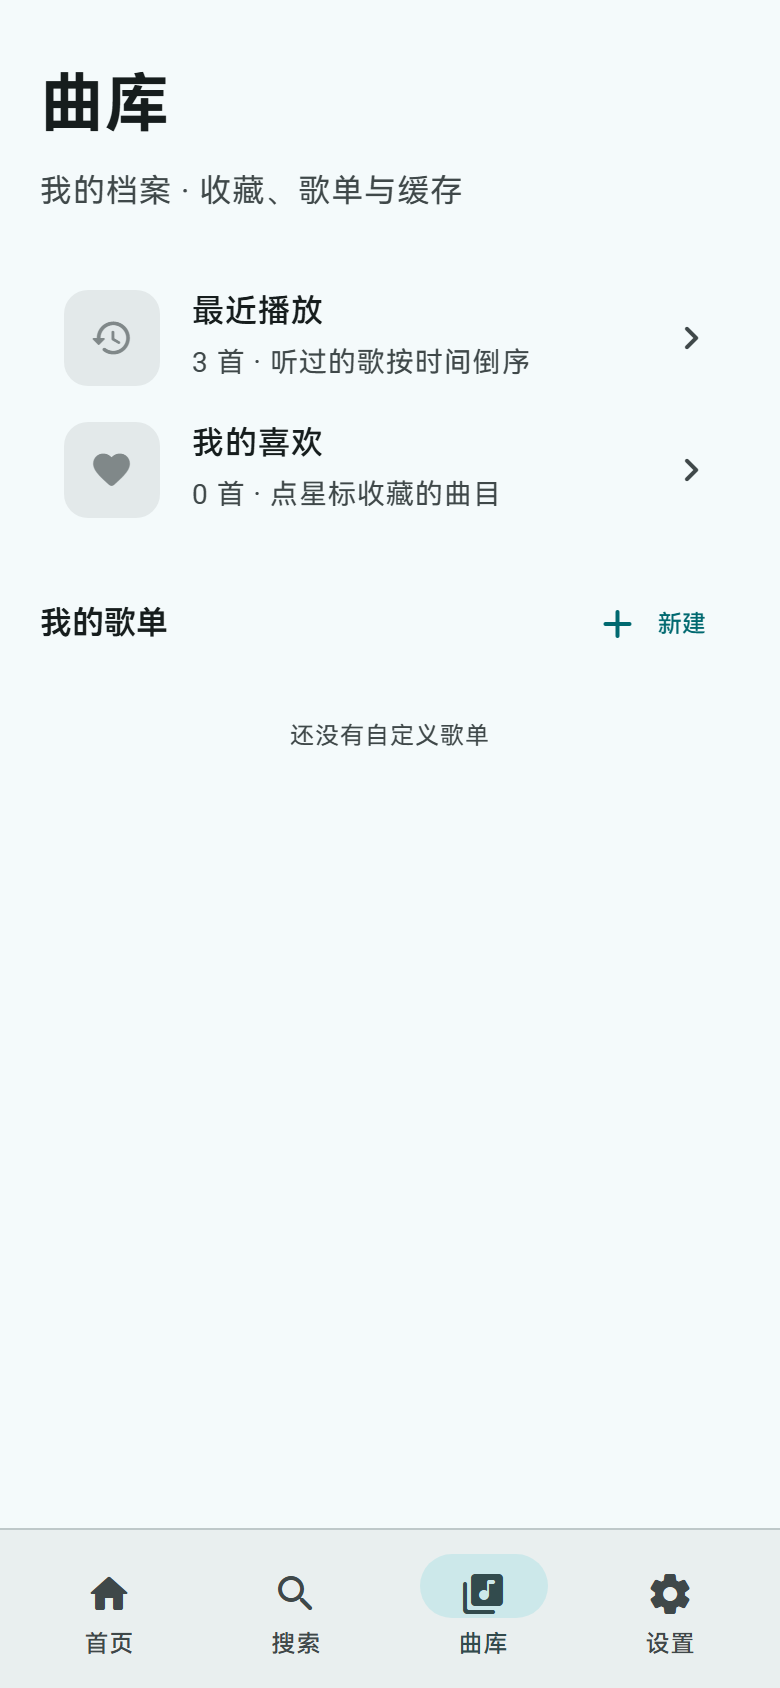 曲库
我的档案 · 收藏、歌单与缓存
最近播放
3 首 · 听过的歌按时间倒序
我的喜欢
0 首 · 点星标收藏的曲目
我的歌单
新建
还没有自定义歌单
首页
搜索
曲库
设置